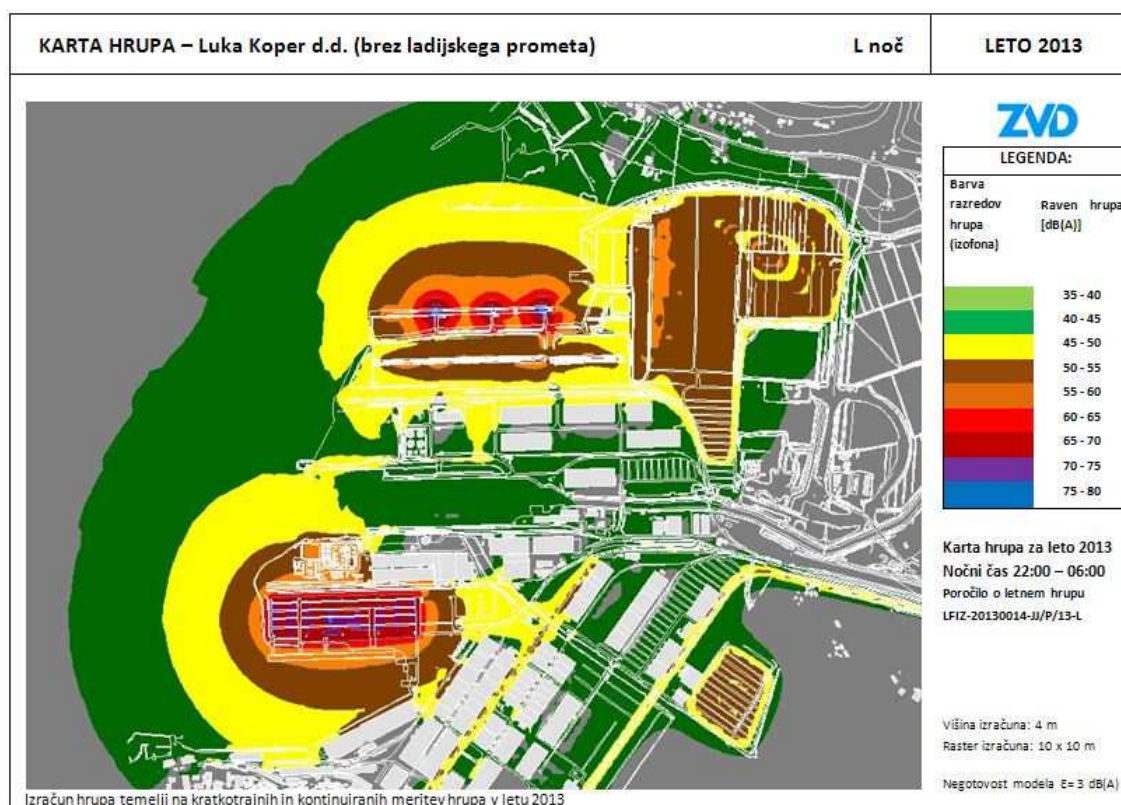 KARTA HRUPA – Luka Koper d.d. (brez ladijskega prometa) L noč LETO 2013
ZVD
LEGENDA:
Barva
razredov
hrupa
(izofona)
Raven hrupa
[dB(A)]
35 - 40
40 - 45
45 - 50
50 - 55
55 - 60
60 - 65
65 - 70
70 - 75
75 - 80
Karta hrupa za leto 2013
Nočni čas 22:00 – 06:00
Poročilo o letnem hrupu
LFIZ-20130014-JJ/P/13-L
Višina izračuna: 4 m
Raster izračuna: 10 x 10 m
Negotovost modela Ɛ= 3 dB(A)
Izračun hrupa temelji na kratkotrajnih in kontinuiranih meritev hrupa v letu 2013